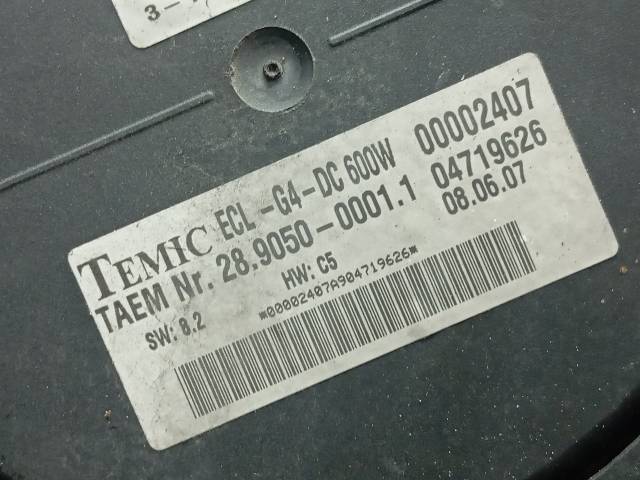 3-
TEMIC ECL-G4-DC 600W 00002407
TAEM Nr. 28.9050-0001.1 04719626
SW: 8.2 HW: C5 08.06.07
*00002407A904719626*